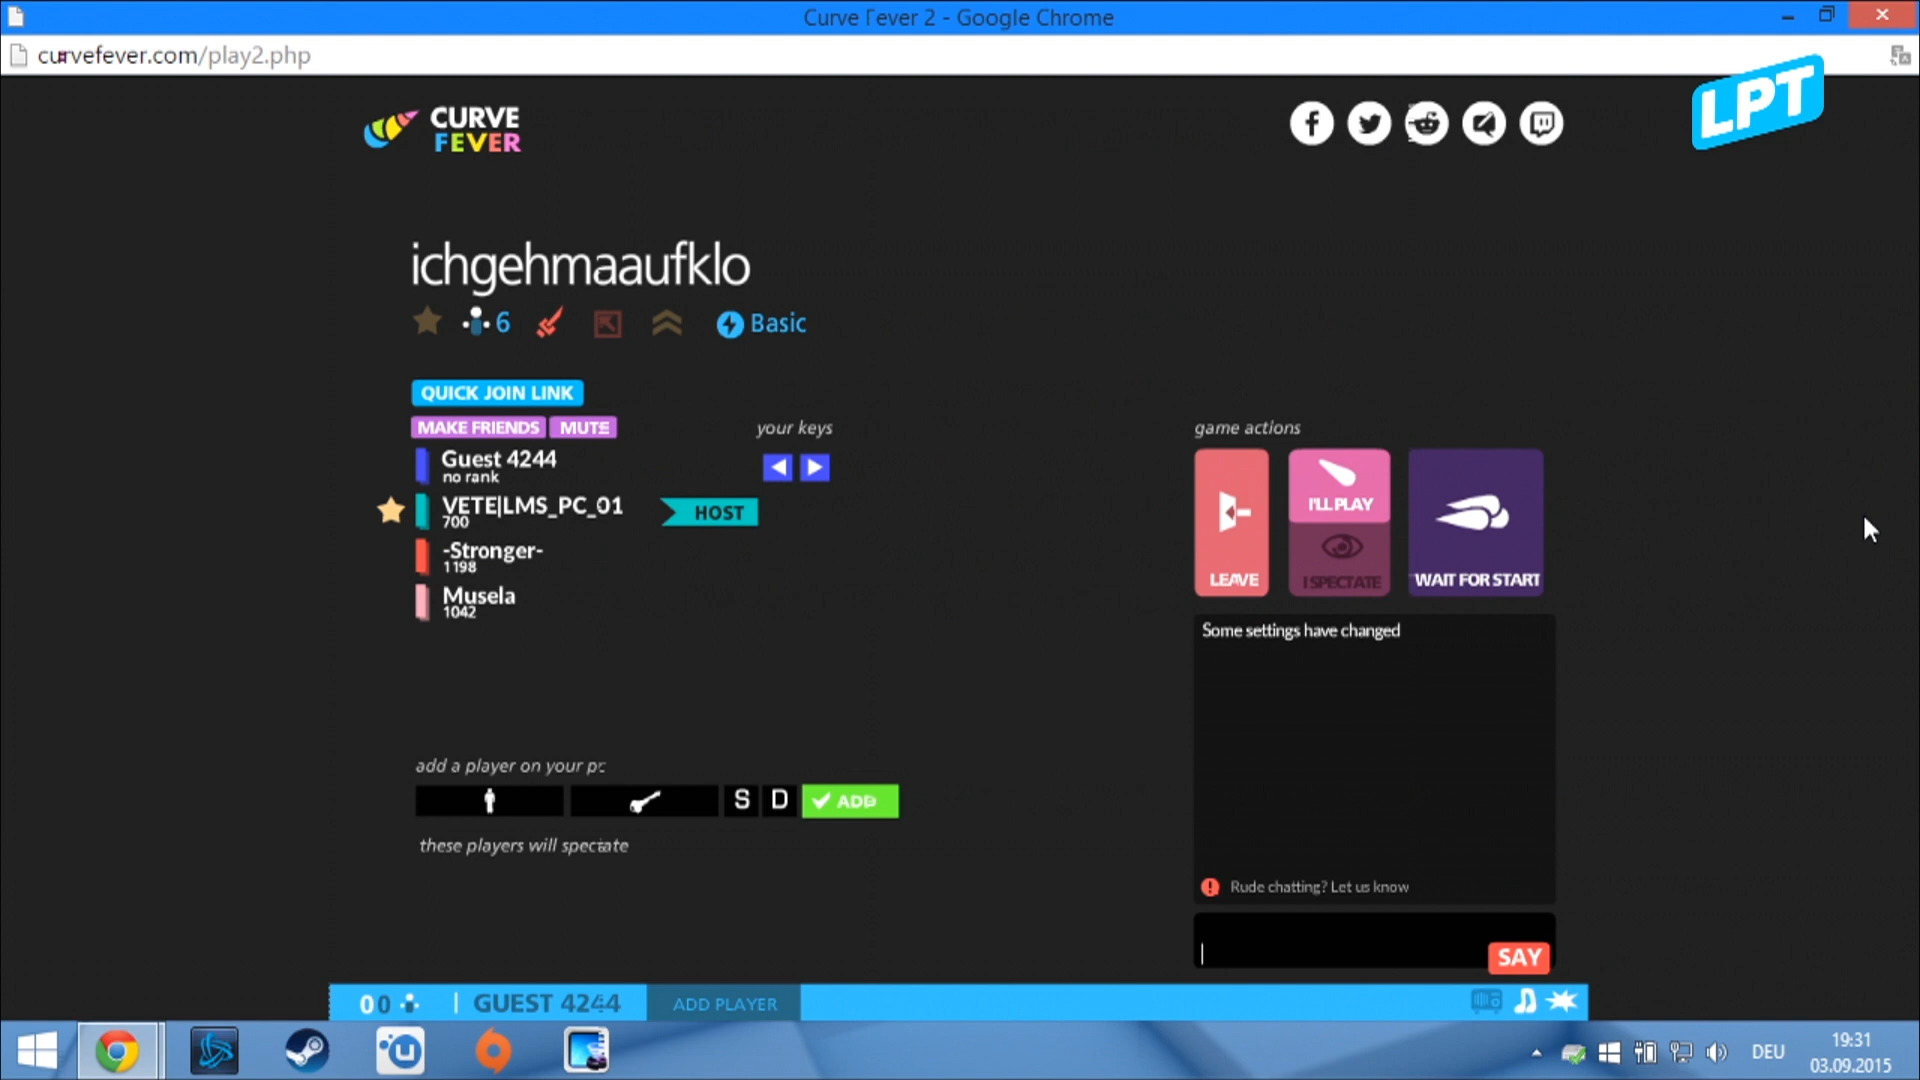 Curve Fever 2 - Google Chrome
curvefever.com/play2.php
LPT
CURVE
FEVER
ichgehmaaufklo
6
Basic
QUICK JOIN LINK
MAKE FRIENDS MUTE
your keys
game actions
Guest 4244
no rank
VETE|LMS_PC_01
700
HOST
-Stronger-
1198
Musela
1042
LEAVE
I'LL PLAY
I SPECTATE
WAIT FOR START
Some settings have changed
add a player on your pc
S D ADD
these players will spectate
Rude chatting? Let us know
SAY
00 | GUEST 4244 ADD PLAYER
DEU
19:31
03.09.2015